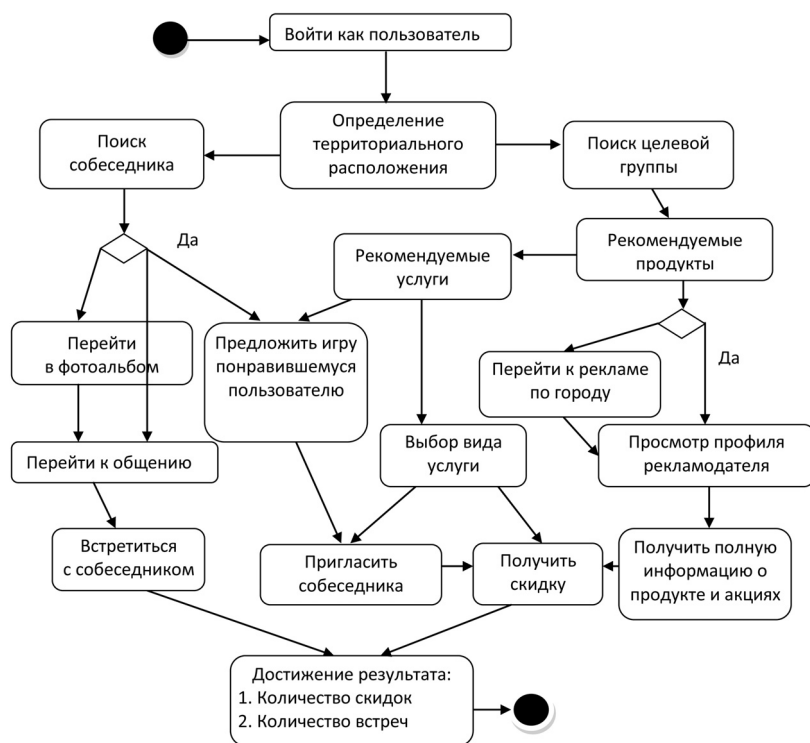 Войти как пользователь
Определение
территориального
расположения
Поиск
собеседника
Поиск целевой
группы
Да
Рекомендуемые
услуги
Рекомендуемые
продукты
Перейти
в фотоальбом
Предложить игру
понравившемуся
пользователю
Перейти к рекламе
по городу
Да
Перейти к общению
Выбор вида
услуги
Просмотр профиля
рекламодателя
Встретиться
с собеседником
Пригласить
собеседника
Получить
скидку
Получить полную
информацию о
продукте и акциях
Достижение результата:
1. Количество скидок
2. Количество встреч